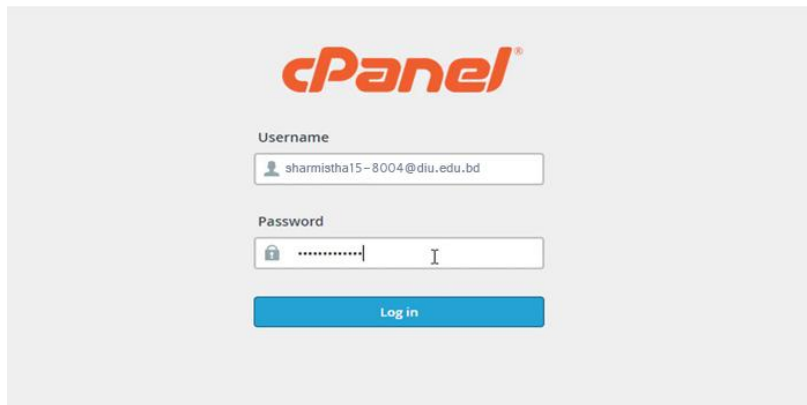 cPanel®
Username
sharmistha15-8004@diu.edu.bd
Password
•••••••••••••
Log in